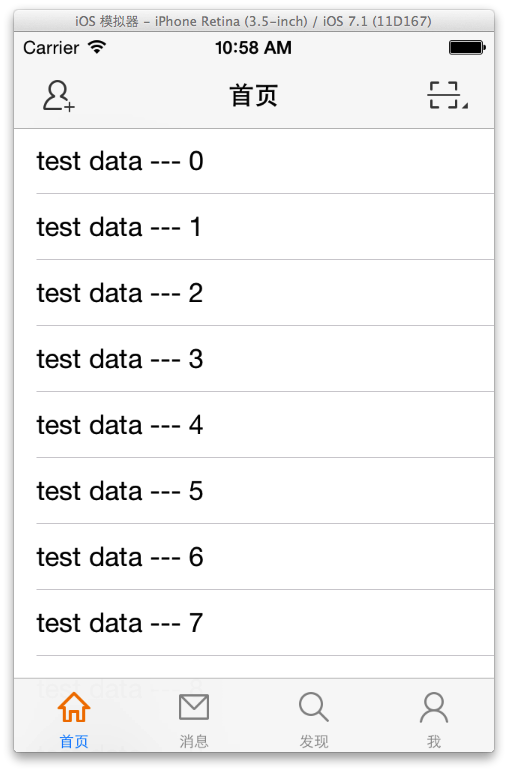 iOS 模拟器 - iPhone Retina (3.5-inch) / iOS 7.1 (11D167)
Carrier 10:58 AM
首页
test data --- 0
test data --- 1
test data --- 2
test data --- 3
test data --- 4
test data --- 5
test data --- 6
test data --- 7
首页 消息 发现 我